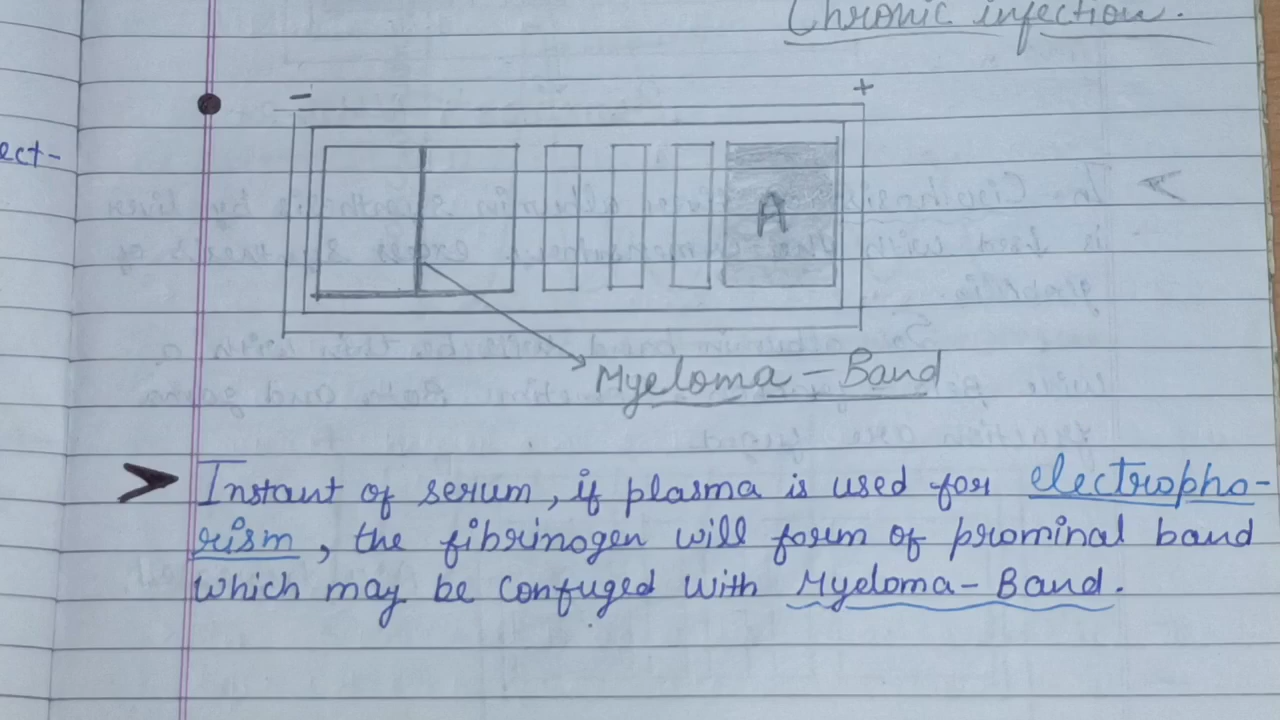 Chronic infection.
- +
ect-
A
Myeloma - Band
Instant of serum, if plasma is used for electropho-
rism, the fibrinogen will form of prominal band
which may be confuged with Myeloma - Band.